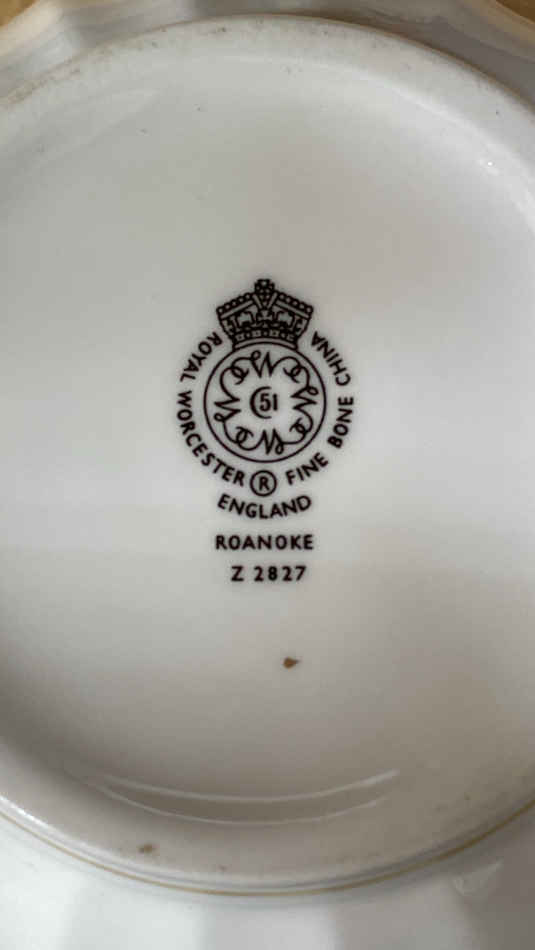 ROYAL WORCESTER ® FINE BONE CHINA
51
ENGLAND
ROANOKE
Z 2827